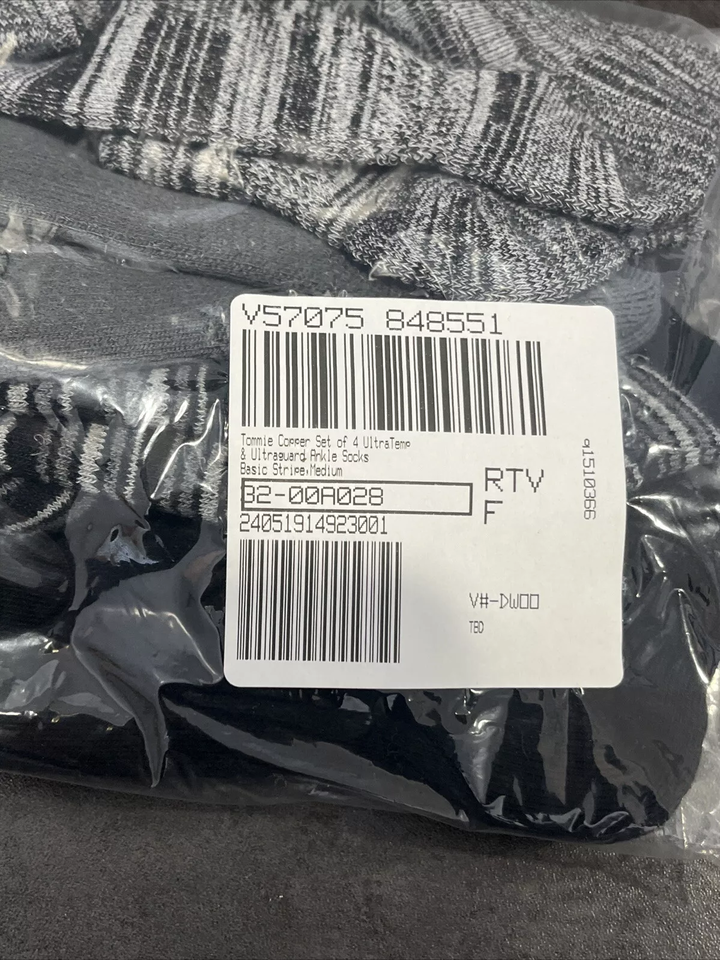 V57075 848551
Tommie Copper Set of 4 UltraTemp
& Ultraguard Ankle Socks
Basic Stripe,Medium
32-00A028
RTV
F
24051914923001
V#-DW00
TBD
q1510366